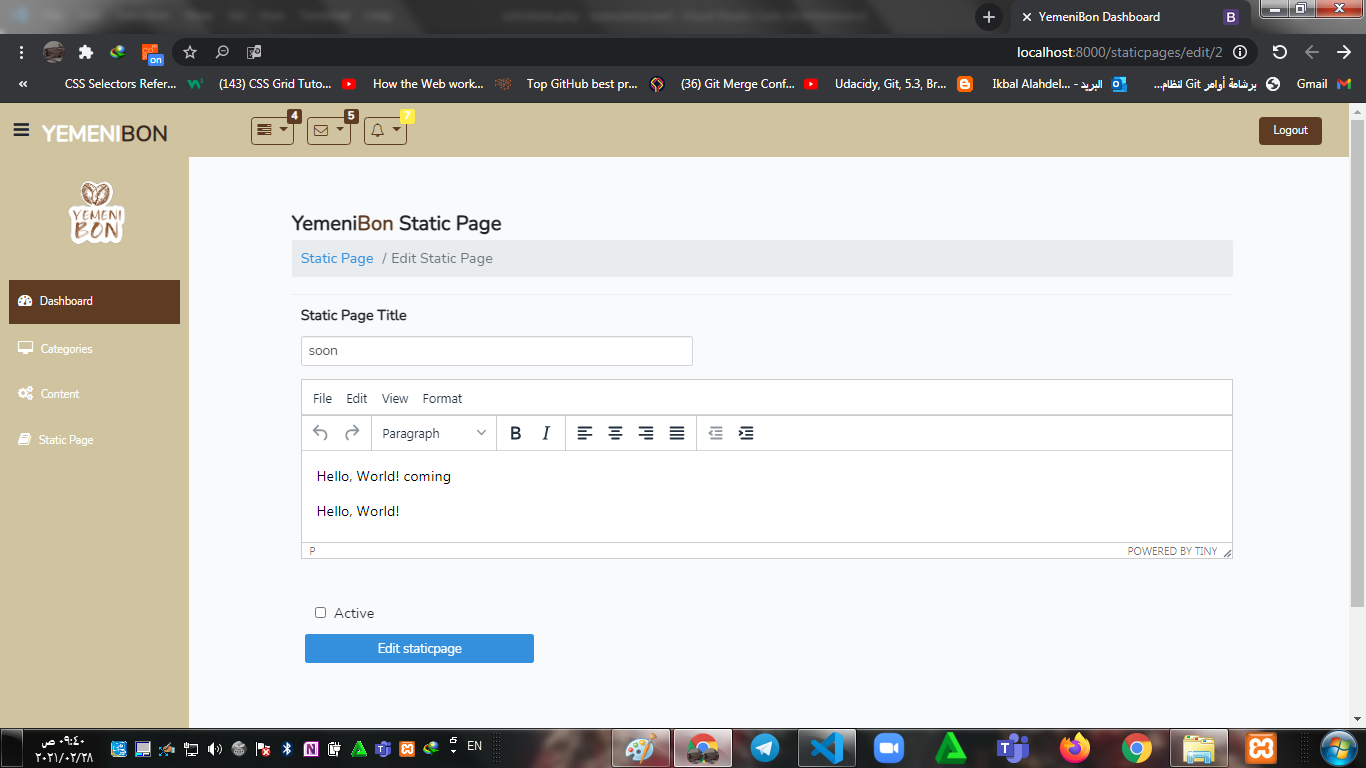 YemeniBon Dashboard
localhost:8000/staticpages/edit/2
« CSS Selectors Refer... (143) CSS Grid Tuto... How the Web work... Top GitHub best pr... (36) Git Merge Conf... Udacidy, Git, 5.3, Br... Ikbal Alahdel... - البريد برشامة أوامر Git لنظام... Gmail
YEMENIBON 4 5 7 Logout
YEMENI
BON
Dashboard
Categories
Content
Static Page
YemeniBon Static Page
Static Page / Edit Static Page
Static Page Title
soon
File Edit View Format
Paragraph B I
Hello, World! coming
Hello, World!
P POWERED BY TINY
Active
Edit staticpage
on
EN
٠٩:٤٠ ص
٢٠٢١/٠٢/٢٨